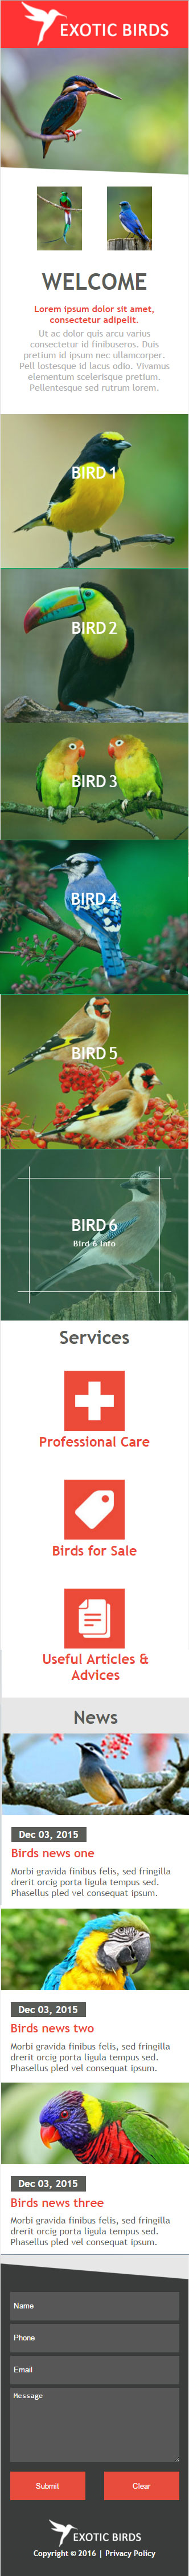 EXOTIC BIRDS
WELCOME
Lorem ipsum dolor sit amet,
consectetur adipelit.
Ut ac dolor quis arcu varius
consectetur id finibuseros. Duis
pretium id ipsum nec ullamcorper.
Pell lostesque id lacus odio. Vivamus
elementum scelerisque pretium.
Pellentesque sed rutrum lorem.
BIRD 1
BIRD 2
BIRD 3
BIRD 4
BIRD 5
BIRD 6
Bird 6 Info
Services
Professional Care
Birds for Sale
Useful Articles &
Advices
News
Dec 03, 2015
Birds news one
Morbi gravida finibus felis, sed fringilla
drerit orcig porta ligula tempus sed.
Phasellus pled vel consequat ipsum.
Dec 03, 2015
Birds news two
Morbi gravida finibus felis, sed fringilla
drerit orcig porta ligula tempus sed.
Phasellus pled vel consequat ipsum.
Dec 03, 2015
Birds news three
Morbi gravida finibus felis, sed fringilla
drerit orcig porta ligula tempus sed.
Phasellus pled vel consequat ipsum.
Name
Phone
Email
Message
Submit Clear
EXOTIC BIRDS
Copyright © 2016 | Privacy Policy